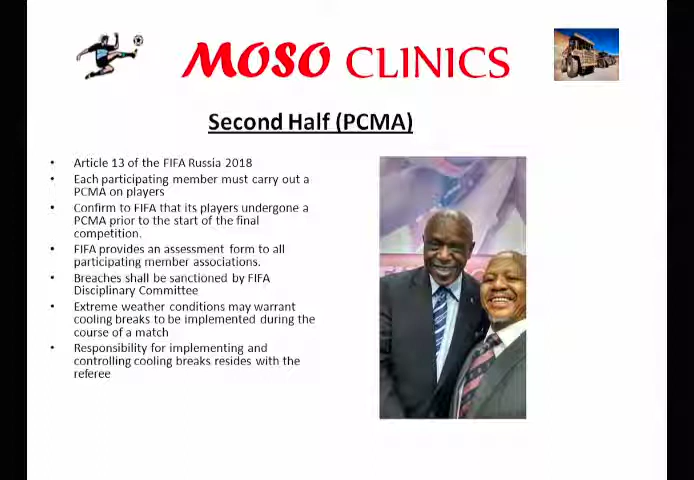 MOSO CLINICS
Second Half (PCMA)
• Article 13 of the FIFA Russia 2018
• Each participating member must carry out a
PCMA on players
• Confirm to FIFA that its players undergone a
PCMA prior to the start of the final
competition.
• FIFA provides an assessment form to all
participating member associations.
• Breaches shall be sanctioned by FIFA
Disciplinary Committee
• Extreme weather conditions may warrant
cooling breaks to be implemented during the
course of a match
• Responsibility for implementing and
controlling cooling breaks resides with the
referee